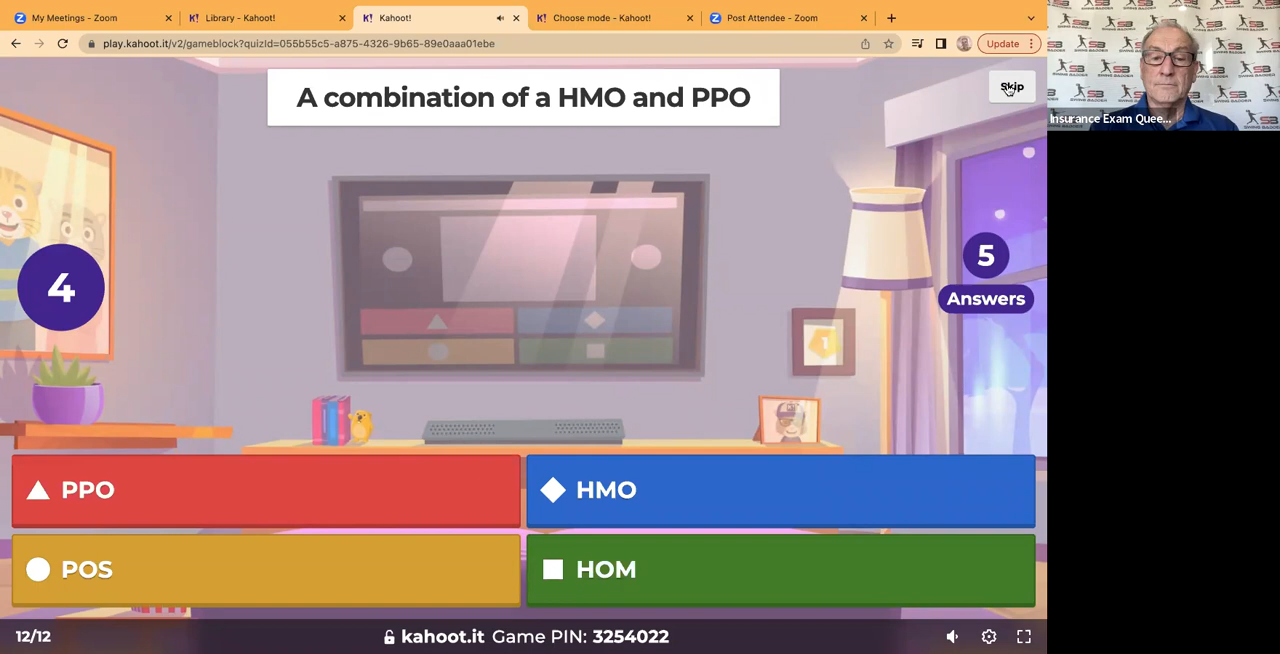 My Meetings - Zoom
Library - Kahoot!
Kahoot!
Choose mode - Kahoot!
Post Attendee - Zoom
play.kahoot.it/v2/gameblock?quizId=055b55c5-a875-4326-9b65-89e0aaa01ebe
Update
A combination of a HMO and PPO
Skip
Insurance Exam Quee...
4
5
Answers
PPO
HMO
POS
HOM
12/12
kahoot.it Game PIN: 3254022